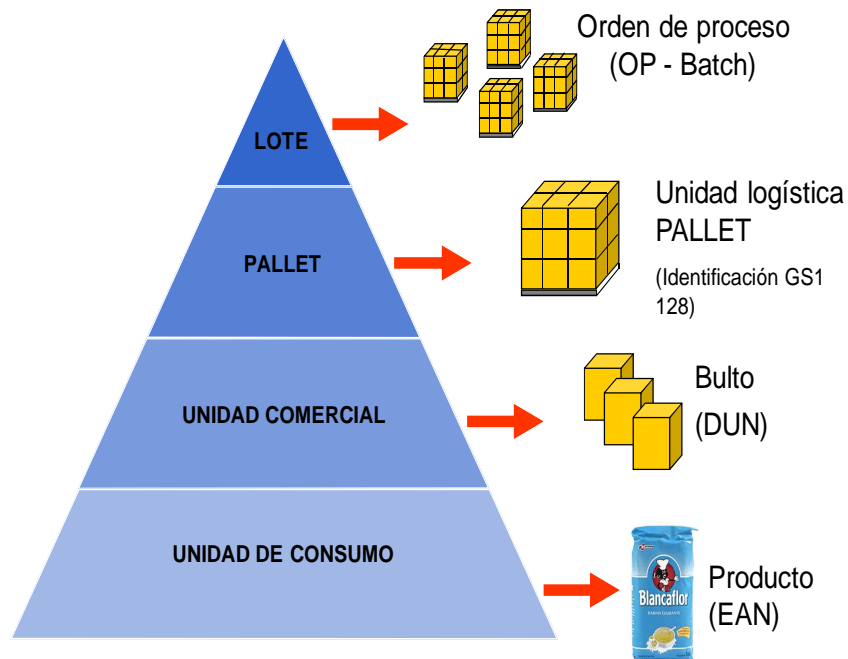 Orden de proceso
(OP - Batch)
LOTE
Unidad logística
PALLET
(Identificación GS1
128)
PALLET
Bulto
(DUN)
UNIDAD COMERCIAL
UNIDAD DE CONSUMO
Producto
(EAN)
Blancaflor